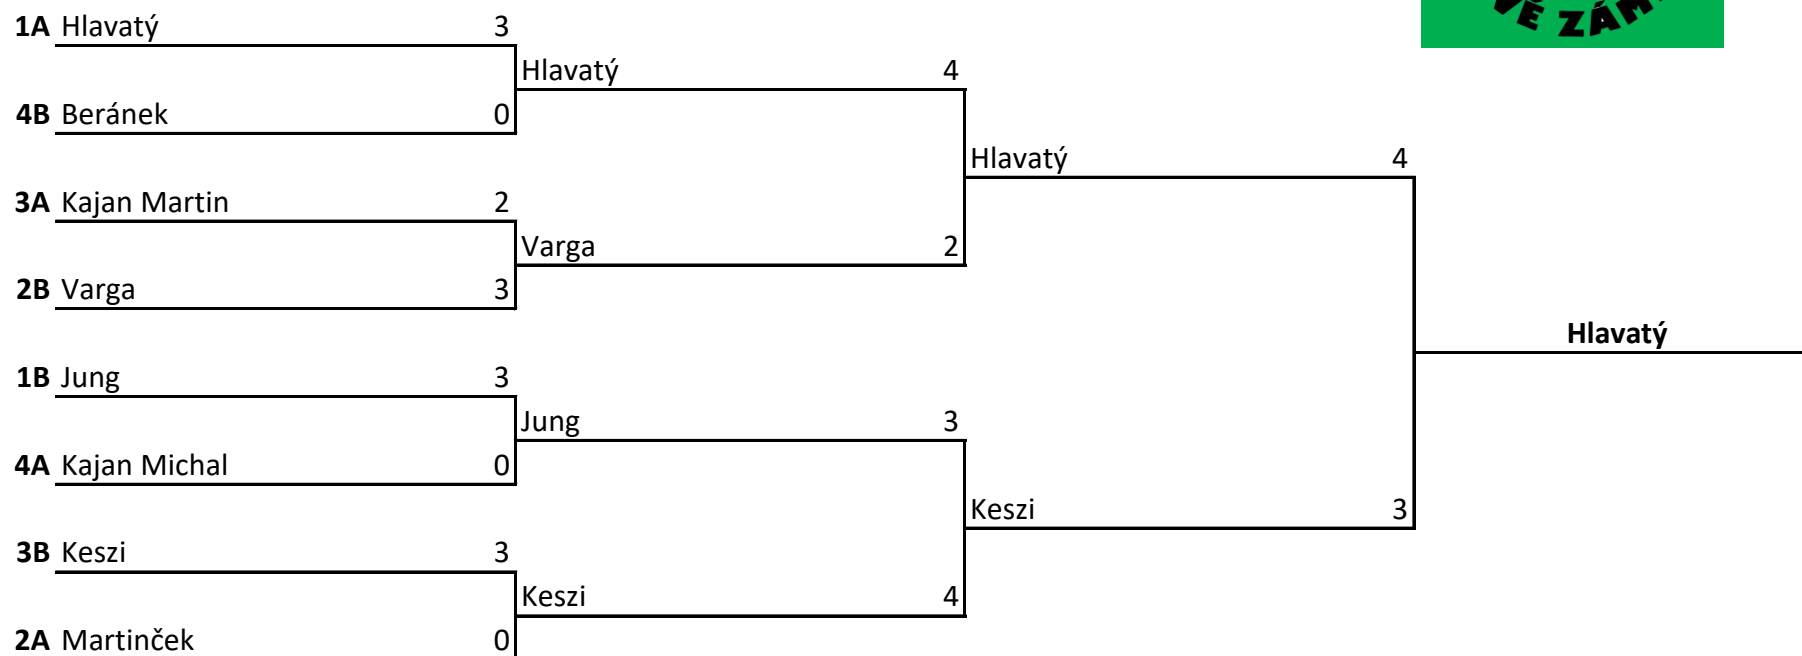 1A Hlavatý 3
Hlavatý 4
4B Beránek 0
Hlavatý 4
3A Kajan Martin 2
Varga 2
2B Varga 3
Hlavatý
1B Jung 3
Jung 3
4A Kajan Michal 0
Keszi 3
3B Keszi 3
Keszi 4
2A Martinček 0